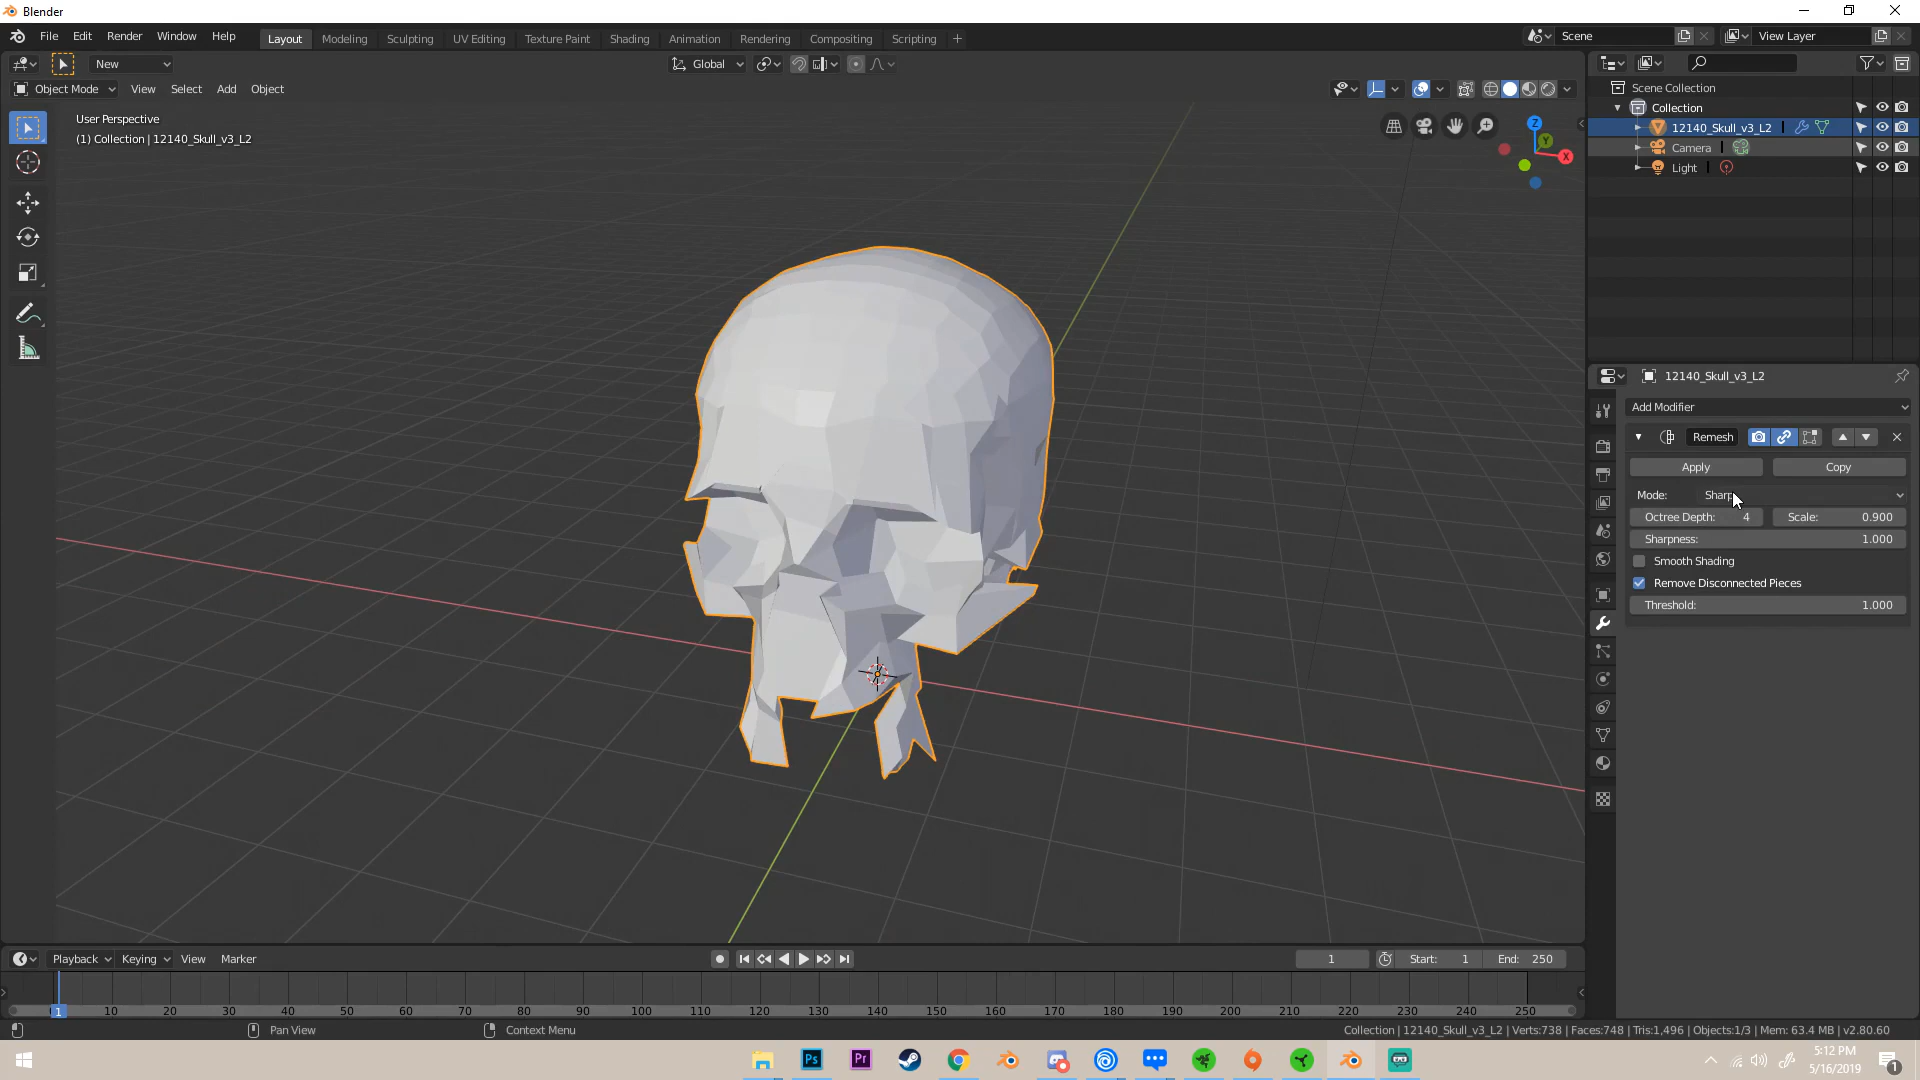 Blender
File Edit Render Window Help
Layout Modeling Sculpting UV Editing Texture Paint Shading Animation Rendering Compositing Scripting +
Scene
View Layer
New
Global
Object Mode View Select Add Object
User Perspective
(1) Collection | 12140_Skull_v3_L2
Z
Y
X
Scene Collection
Collection
12140_Skull_v3_L2
Camera
Light
12140_Skull_v3_L2
Add Modifier
Remesh
Apply Copy
Mode: Sharp
Octree Depth: 4 Scale: 0.900
Sharpness: 1.000
Smooth Shading
Remove Disconnected Pieces
Threshold: 1.000
Playback Keying View Marker
1 Start: 1 End: 250
1 10 20 30 40 50 60 70 80 90 100 110 120 130 140 150 160 170 180 190 200 210 220 230 240 250
Pan View Context Menu
Collection | 12140_Skull_v3_L2 | Verts:738 | Faces:748 | Tris:1,496 | Objects:1/3 | Mem: 63.4 MB | v2.80.60
Ps Pr
5:12 PM
5/16/2019
1